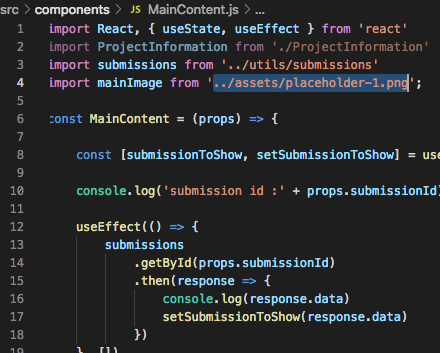 src > components > JS MainContent.js > ...
1 import React, { useState, useEffect } from 'react'
2 import ProjectInformation from './ProjectInformation'
3 import submissions from '../utils/submissions'
4 import mainImage from '../assets/placeholder-1.png';
5
6 const MainContent = (props) => {
7
8 const [submissionToShow, setSubmissionToShow] = use
9
10 console.log('submission id :' + props.submissionId)
11
12 useEffect(() => {
13 submissions
14 .getById(props.submissionId)
15 .then(response => {
16 console.log(response.data)
17 setSubmissionToShow(response.data)
18 })
19 }, [])